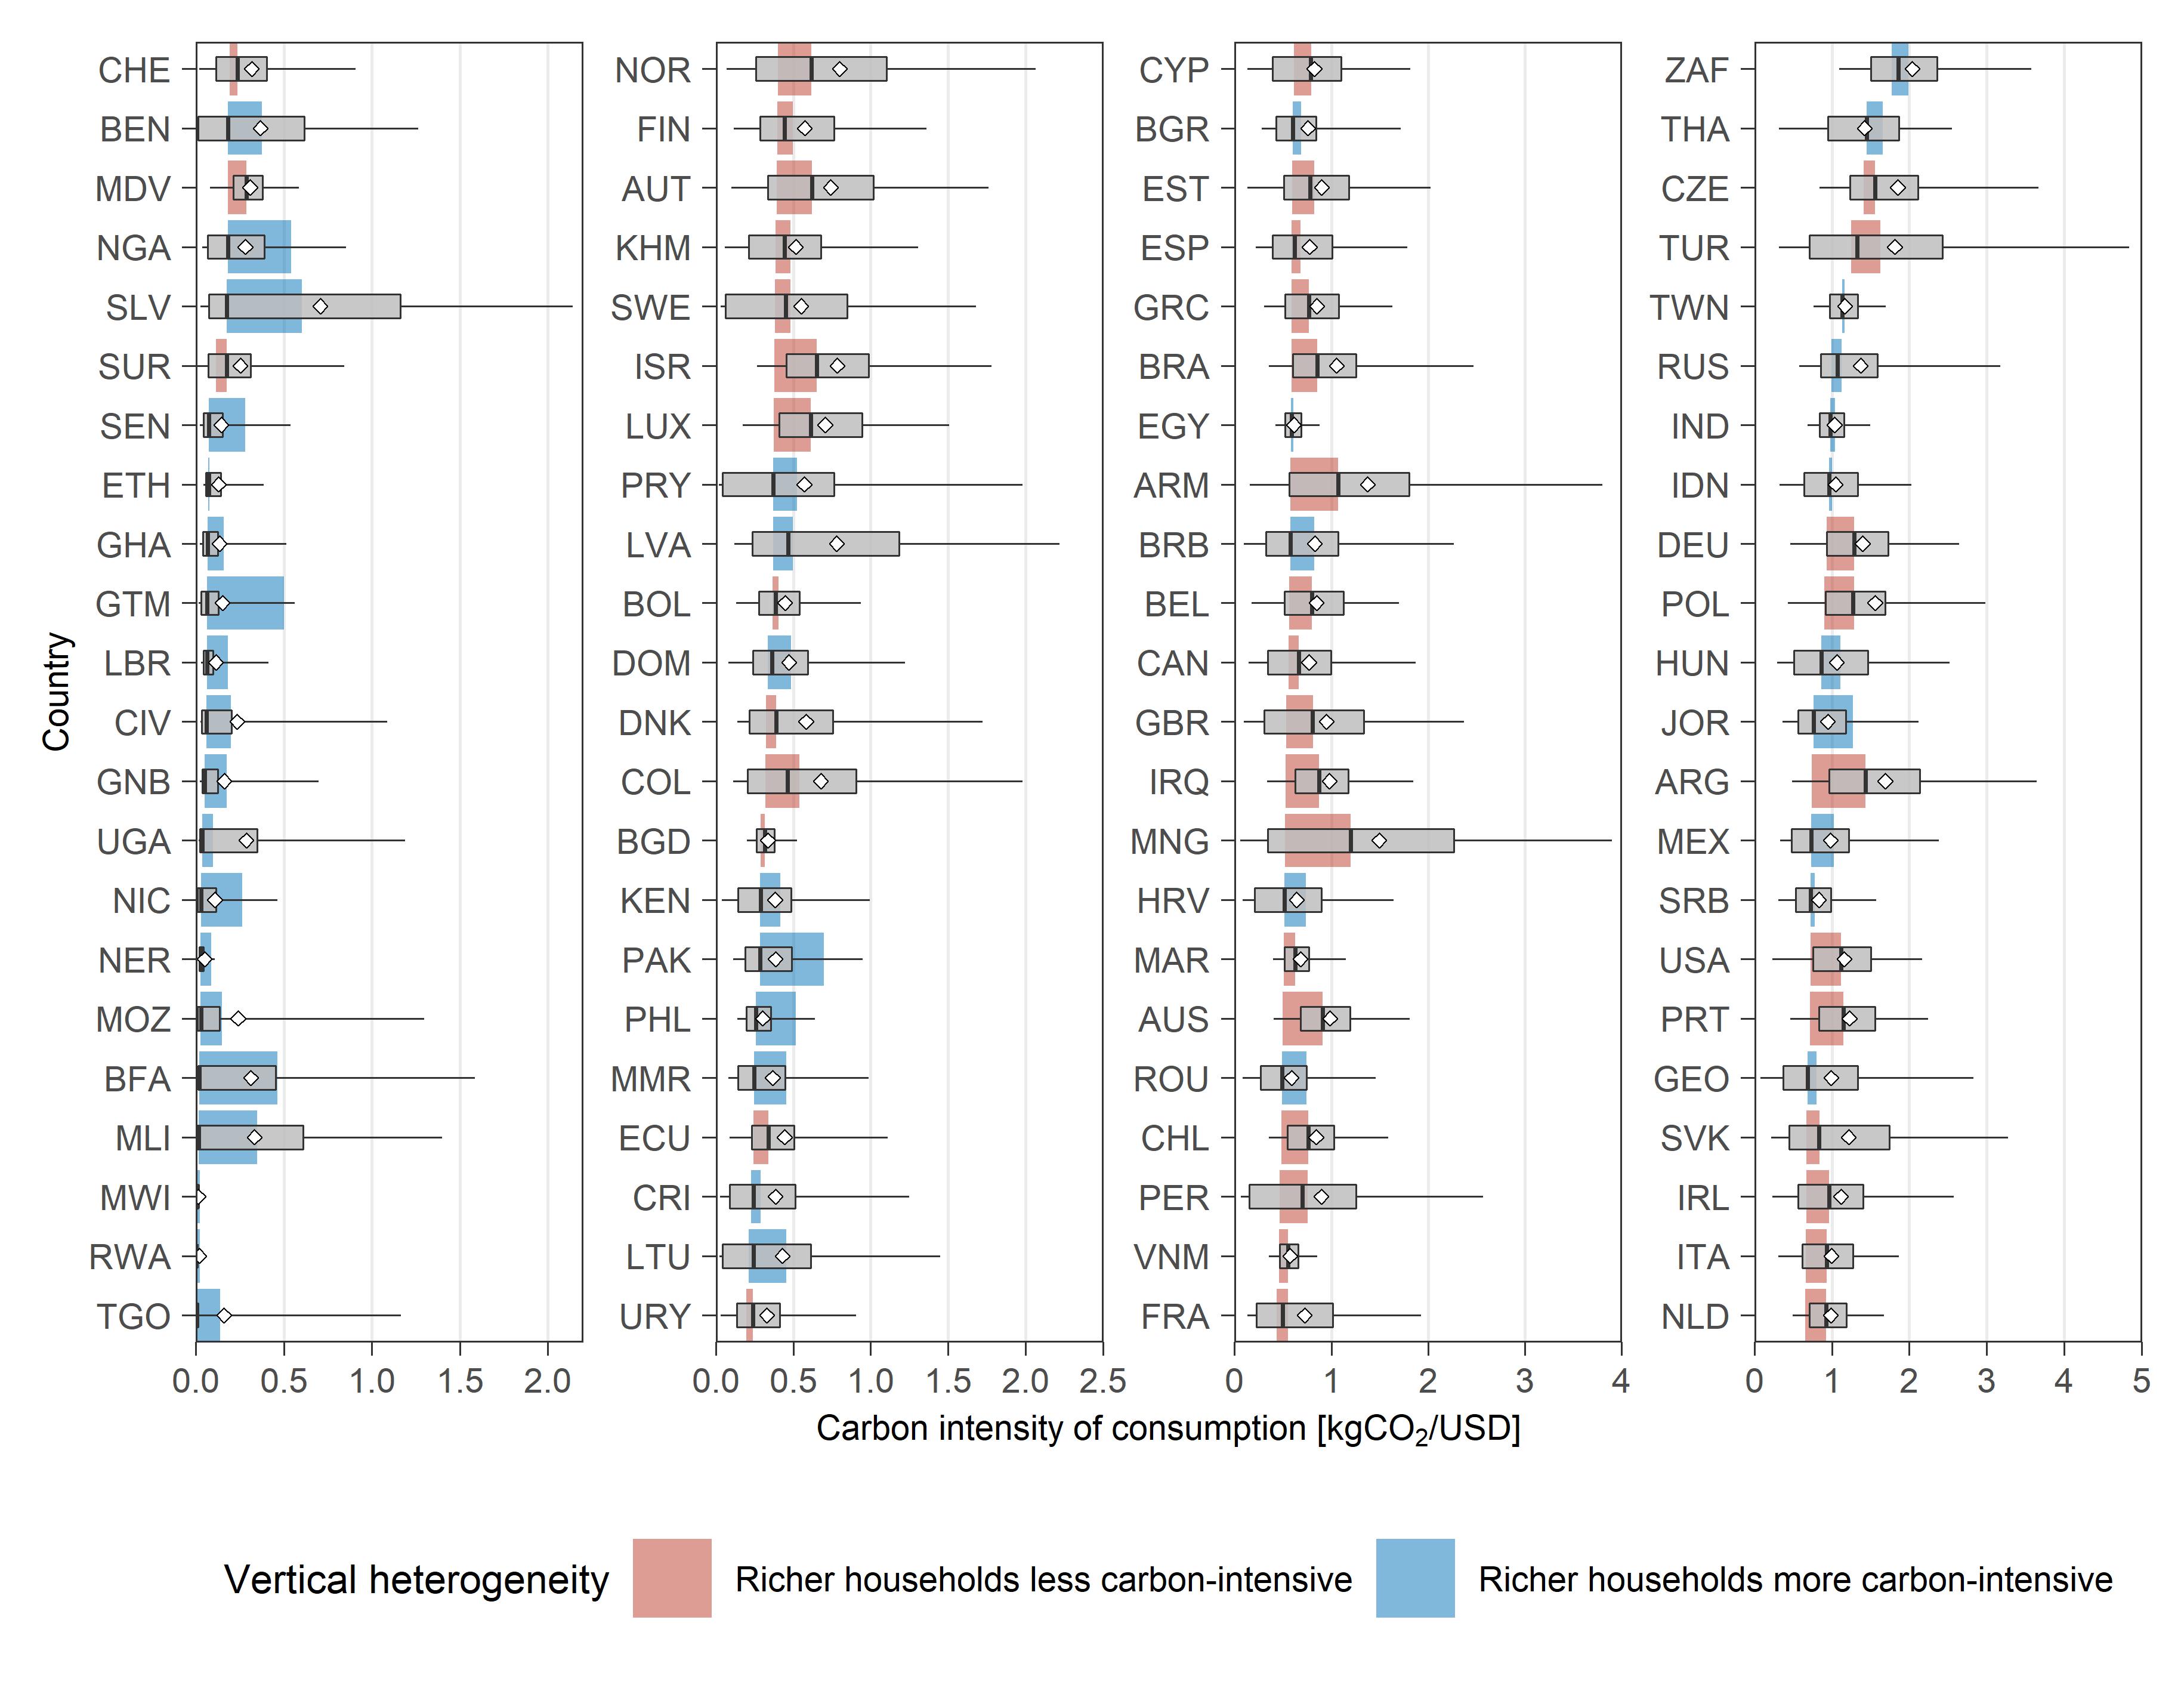 Country
CHE
BEN
MDV
NGA
SLV
SUR
SEN
ETH
GHA
GTM
LBR
CIV
GNB
UGA
NIC
NER
MOZ
BFA
MLI
MWI
RWA
TGO
0.0 0.5 1.0 1.5 2.0
NOR
FIN
AUT
KHM
SWE
ISR
LUX
PRY
LVA
BOL
DOM
DNK
COL
BGD
KEN
PAK
PHL
MMR
ECU
CRI
LTU
URY
0.0 0.5 1.0 1.5 2.0 2.5
CYP
BGR
EST
ESP
GRC
BRA
EGY
ARM
BRB
BEL
CAN
GBR
IRQ
MNG
HRV
MAR
AUS
ROU
CHL
PER
VNM
FRA
0 1 2 3 4
ZAF
THA
CZE
TUR
TWN
RUS
IND
IDN
DEU
POL
HUN
JOR
ARG
MEX
SRB
USA
PRT
GEO
SVK
IRL
ITA
NLD
0 1 2 3 4 5
Carbon intensity of consumption [kgCO₂/USD]
Vertical heterogeneity Richer households less carbon-intensive Richer households more carbon-intensive